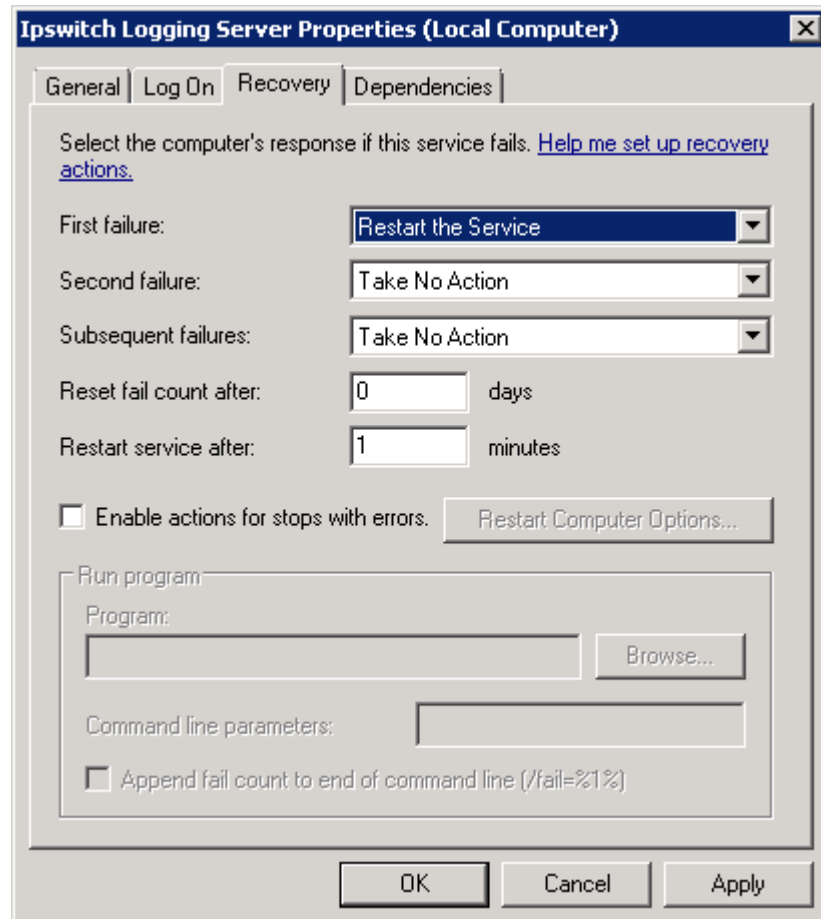 Ipswitch Logging Server Properties (Local Computer)
General Log On Recovery Dependencies
Select the computer's response if this service fails. Help me set up recovery
actions.
First failure: Restart the Service
Second failure: Take No Action
Subsequent failures: Take No Action
Reset fail count after: 0 days
Restart service after: 1 minutes
Enable actions for stops with errors. Restart Computer Options...
Run program
Program:
Browse...
Command line parameters:
Append fail count to end of command line (/fail=%1%)
OK Cancel Apply